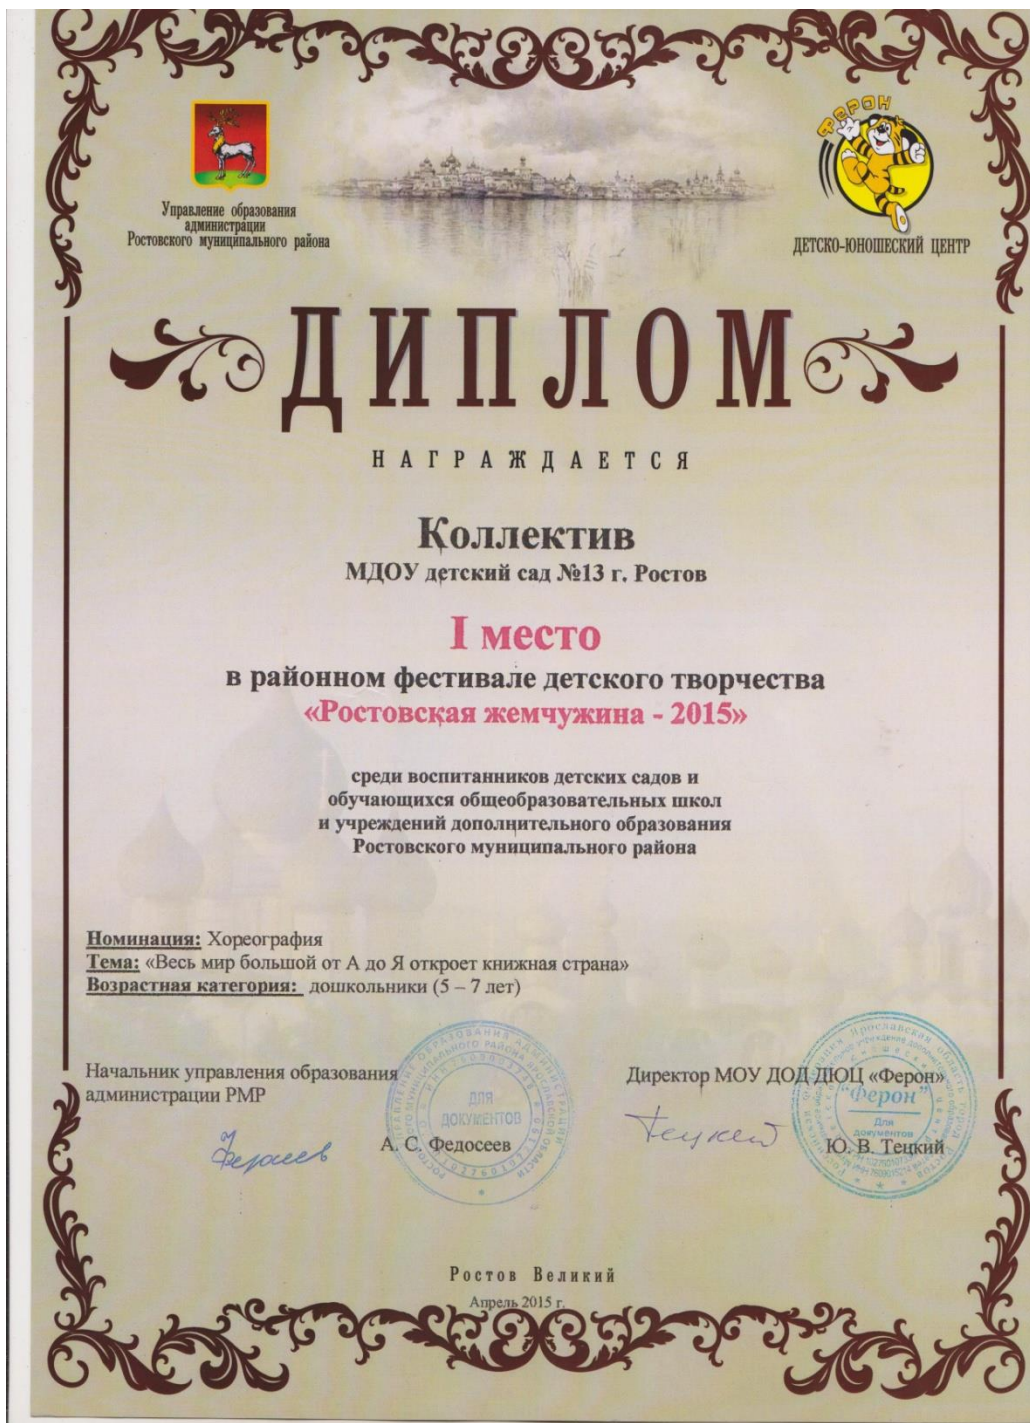 Управление образования
администрации
Ростовского муниципального района
ФЕРОН
ДЕТСКО-ЮНОШЕСКИЙ ЦЕНТР
ДИПЛОМ
НАГРАЖДАЕТСЯ
Коллектив
МДОУ детский сад №13 г. Ростов
I место
в районном фестивале детского творчества
«Ростовская жемчужина - 2015»
среди воспитанников детских садов и
обучающихся общеобразовательных школ
и учреждений дополнительного образования
Ростовского муниципального района
Номинация: Хореография
Тема: «Весь мир большой от А до Я откроет книжная страна»
Возрастная категория: дошкольники (5 – 7 лет)
Начальник управления образования
администрации РМР
А. С. Федосеев
ДЛЯ
ДОКУМЕНТОВ
Директор МОУ ДОД ДЮЦ «Ферон»
Ю. В. Тецкий
"Ферон"
Для
документов
Ростов Великий
Апрель 2015 г.